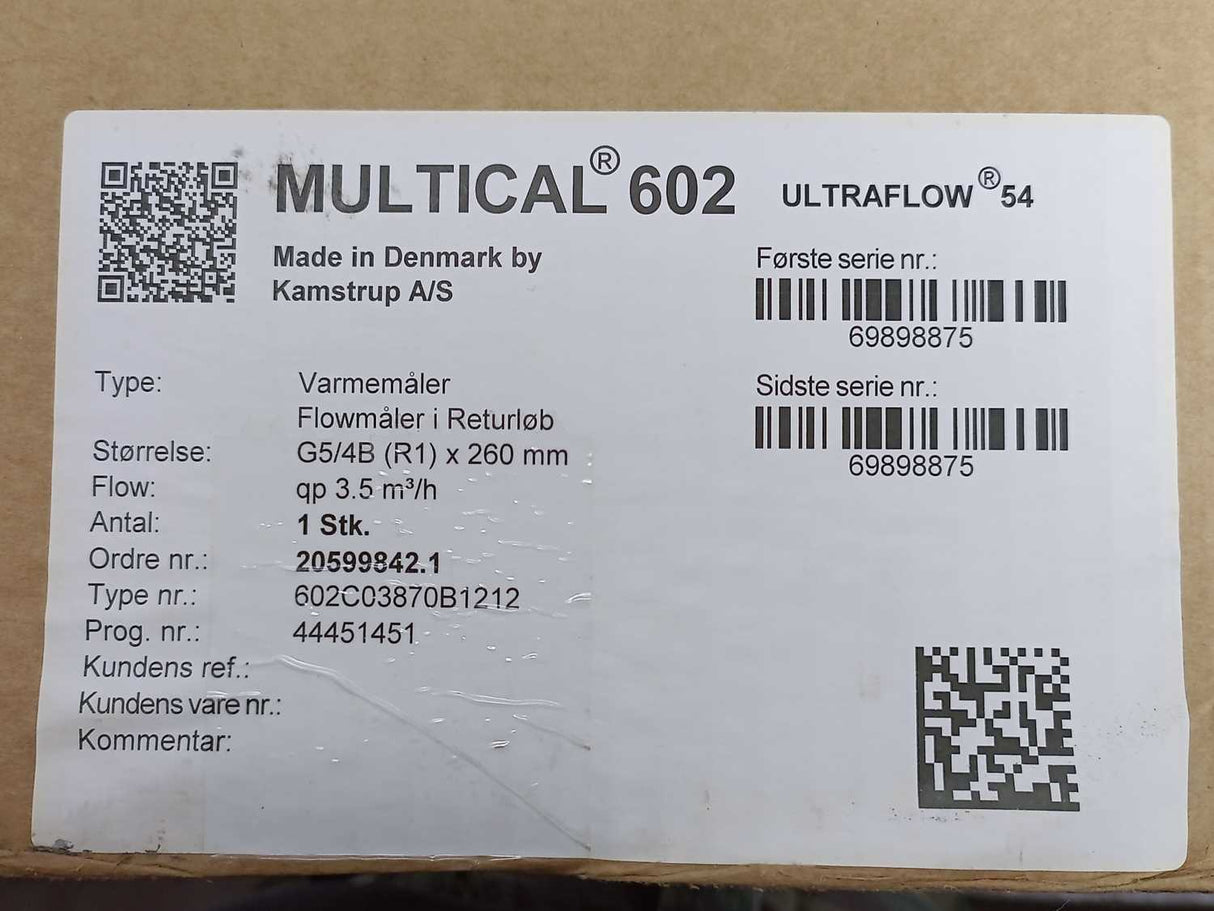 MULTICAL® 602 ULTRAFLOW® 54
Made in Denmark by
Kamstrup A/S
Første serie nr.:
69898875
Sidste serie nr.:
69898875
Type: Varmemåler
Flowmåler i Returløb
Størrelse: G5/4B (R1) x 260 mm
Flow: qp 3.5 m³/h
Antal: 1 Stk.
Ordre nr.: 20599842.1
Type nr.: 602C03870B1212
Prog. nr.: 44451451
Kundens ref.:
Kundens vare nr.:
Kommentar: